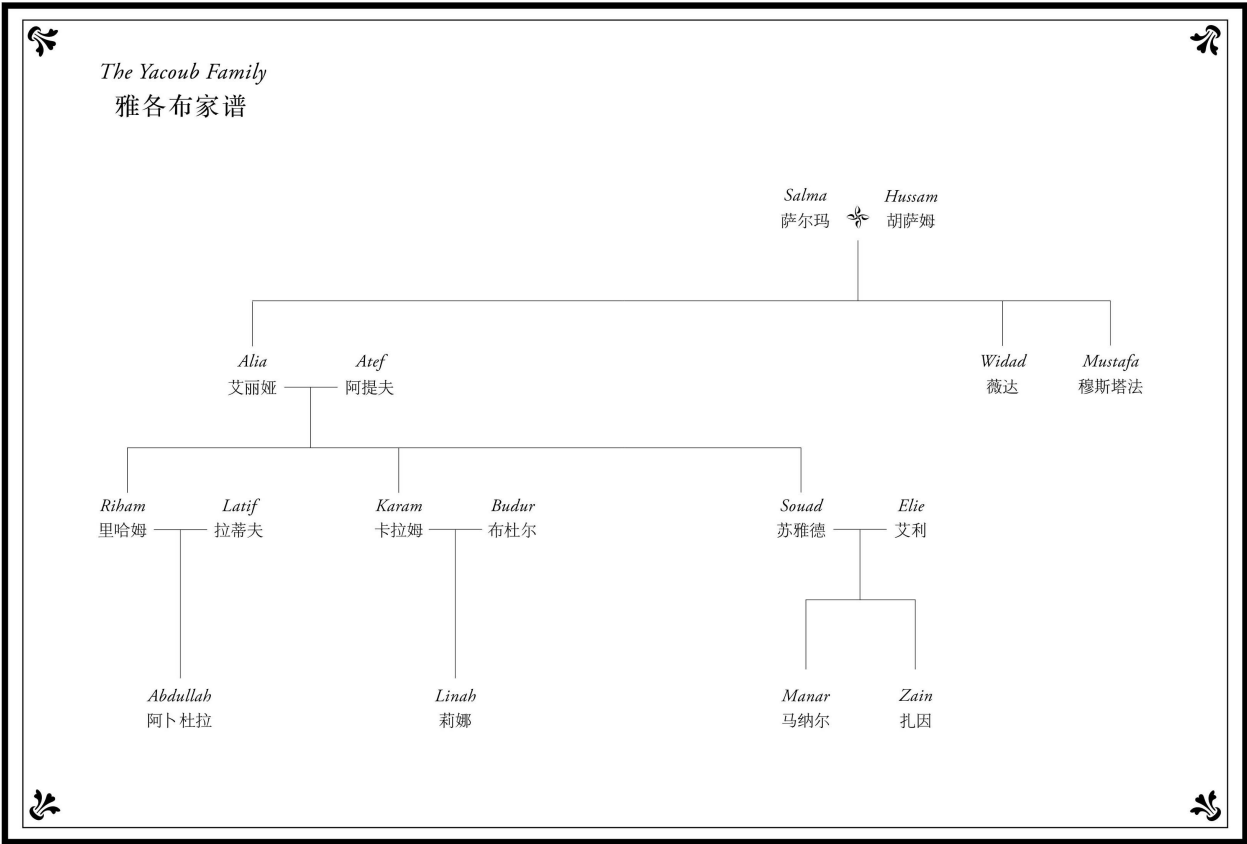 The Yacoub Family
雅各布家谱
Salma
萨尔玛
Hussam
胡萨姆
Alia
艾丽娅
Atef
阿提夫
Widad
薇达
Mustafa
穆斯塔法
Riham
里哈姆
Latif
拉蒂夫
Karam
卡拉姆
Budur
布杜尔
Souad
苏雅德
Elie
艾利
Abdullah
阿卜杜拉
Linah
莉娜
Manar
马纳尔
Zain
扎因